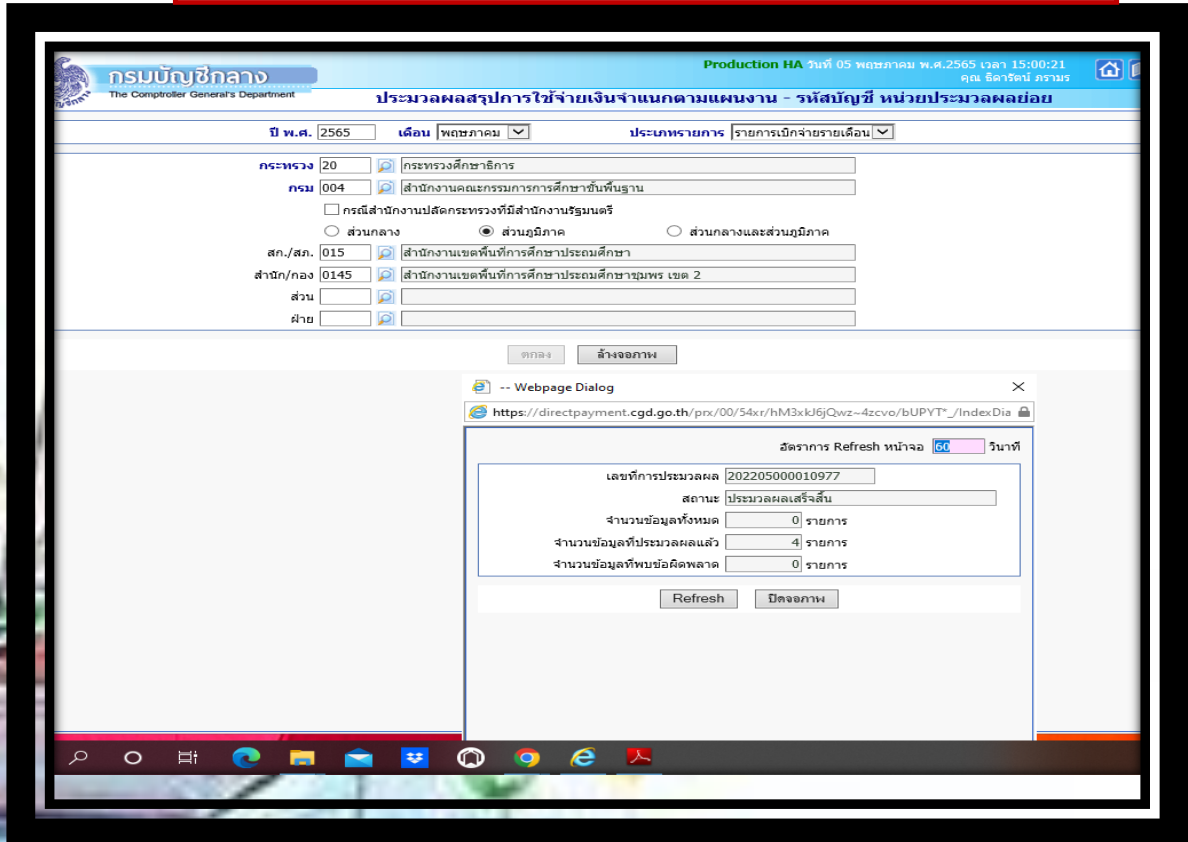 กรมบัญชีกลาง
The Comptroller General's Department
Production HA วันที่ 05 พฤษภาคม พ.ศ.2565 เวลา 15:00:21
คุณ ธิดารัตน์ ภรามร
ประมวลผลสรุปการใช้จ่ายเงินจำแนกตามแผนงาน - รหัสบัญชี หน่วยประมวลผลย่อย
ปี พ.ศ. 2565 เดือน พฤษภาคม ประเภทรายการ รายการเบิกจ่ายรายเดือน
กระทรวง 20 กระทรวงศึกษาธิการ
กรม 004 สำนักงานคณะกรรมการการศึกษาขั้นพื้นฐาน
กรณีสำนักงานปลัดกระทรวงที่มีสำนักงานรัฐมนตรี
ส่วนกลาง ส่วนภูมิภาค ส่วนกลางและส่วนภูมิภาค
สก./สภ. 015 สำนักงานเขตพื้นที่การศึกษาประถมศึกษา
สำนัก/กอง 0145 สำนักงานเขตพื้นที่การศึกษาประถมศึกษาชุมพร เขต 2
ส่วน
ฝ่าย
ตกลง ล้างจอภาพ
-- Webpage Dialog
https://directpayment.cgd.go.th/prx/00/54xr/hM3xkJ6jQwz~4zcvo/bUPYT*_/IndexDia
อัตราการ Refresh หน้าจอ 60 วินาที
เลขที่การประมวลผล 202205000010977
สถานะ ประมวลผลเสร็จสิ้น
จำนวนข้อมูลทั้งหมด 0 รายการ
จำนวนข้อมูลที่ประมวลผลแล้ว 4 รายการ
จำนวนข้อมูลที่พบข้อผิดพลาด 0 รายการ
Refresh ปิดจอภาพ